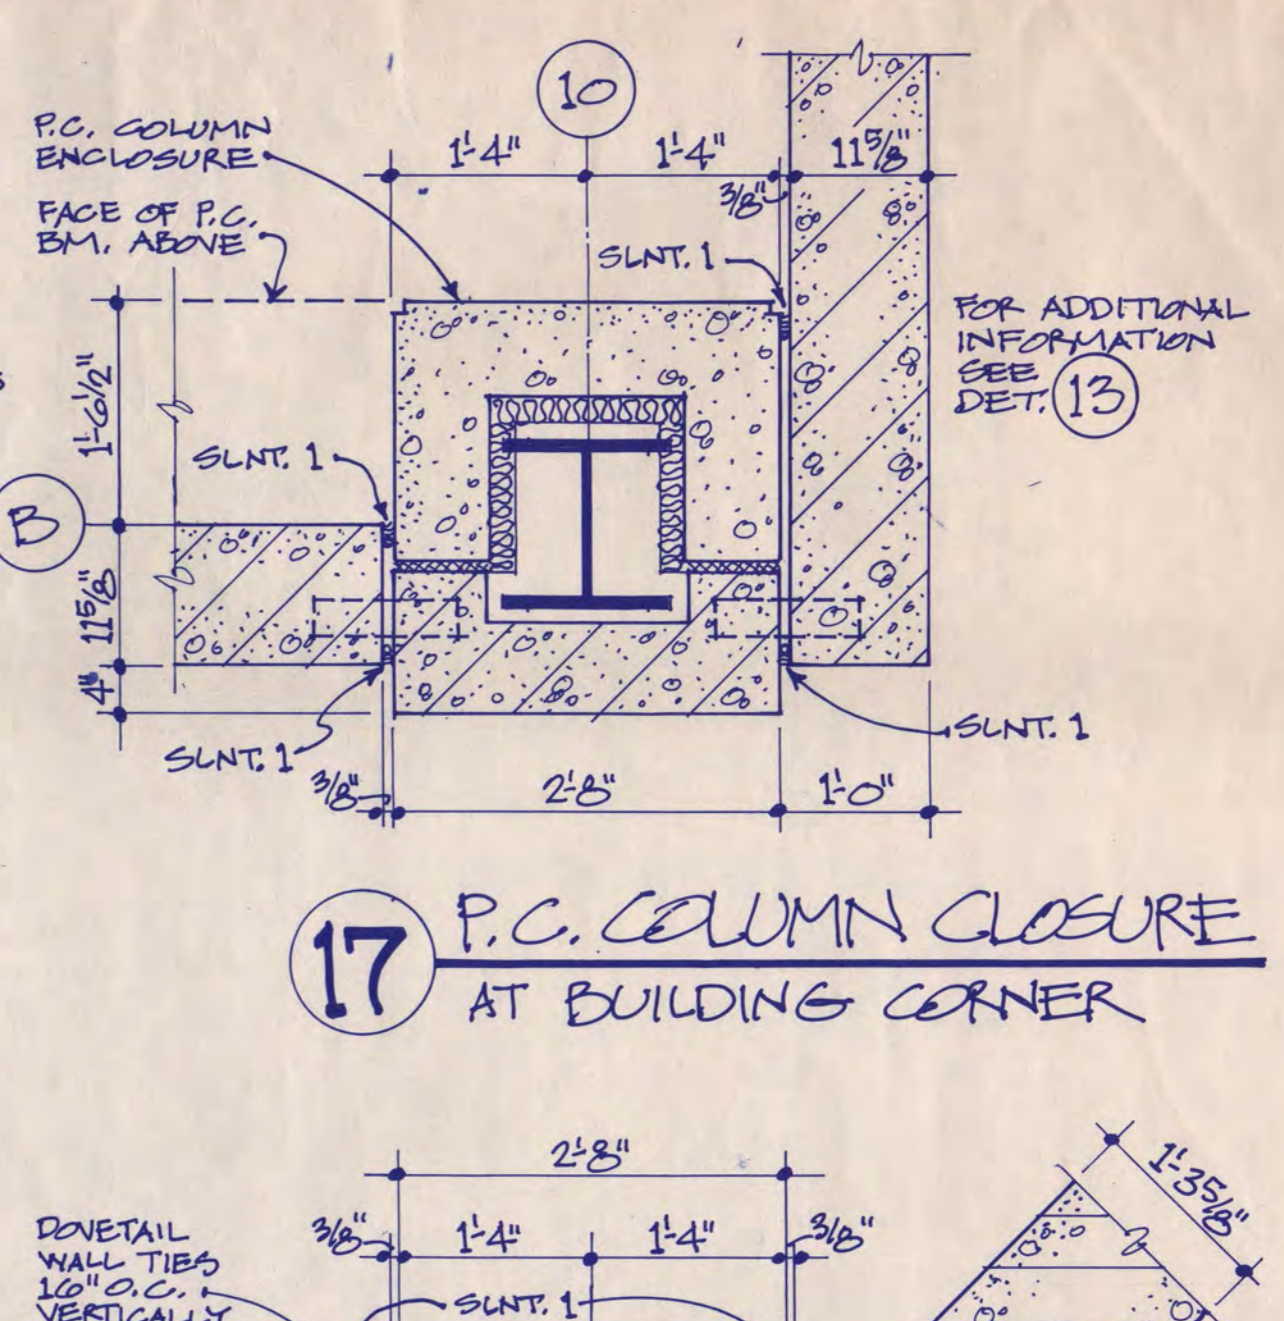 10
P.C. COLUMN
ENCLOSURE
1'-4"
1'-4"
11 5/8"
3/8"
FACE OF P.C.
BM. ABOVE
SLNT. 1
FOR ADDITIONAL
INFORMATION
SEE
DET. 13
1'-6 1/2"
SLNT. 1
B
11 5/8"
4"
SLNT. 1
SLNT. 1
3/8"
2'-8"
1'-0"
17
P.C. COLUMN CLOSURE
AT BUILDING CORNER
2'-8"
1'-3 5/8"
3/8"
1'-4"
1'-4"
3/8"
DOVETAIL
WALL TIES
16" O.C.
VERTICALLY
SLNT. 1